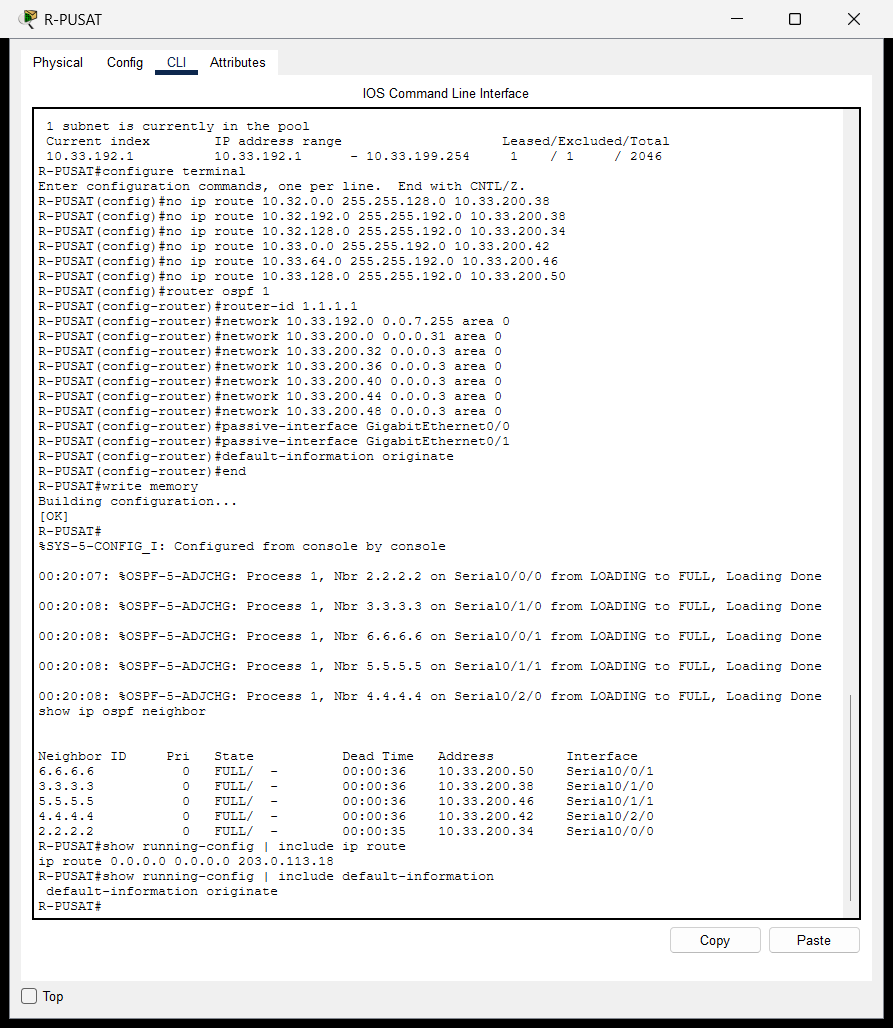 R-PUSAT
Physical Config CLI Attributes
IOS Command Line Interface
1 subnet is currently in the pool
Current index IP address range Leased/Excluded/Total
10.33.192.1 10.33.192.1 - 10.33.199.254 1 / 1 / 2046
R-PUSAT#configure terminal
Enter configuration commands, one per line. End with CNTL/Z.
R-PUSAT(config)#no ip route 10.32.0.0 255.255.128.0 10.33.200.38
R-PUSAT(config)#no ip route 10.32.192.0 255.255.192.0 10.33.200.38
R-PUSAT(config)#no ip route 10.32.128.0 255.255.192.0 10.33.200.34
R-PUSAT(config)#no ip route 10.33.0.0 255.255.192.0 10.33.200.42
R-PUSAT(config)#no ip route 10.33.64.0 255.255.192.0 10.33.200.46
R-PUSAT(config)#no ip route 10.33.128.0 255.255.192.0 10.33.200.50
R-PUSAT(config)#router ospf 1
R-PUSAT(config-router)#router-id 1.1.1.1
R-PUSAT(config-router)#network 10.33.192.0 0.0.7.255 area 0
R-PUSAT(config-router)#network 10.33.200.0 0.0.0.31 area 0
R-PUSAT(config-router)#network 10.33.200.32 0.0.0.3 area 0
R-PUSAT(config-router)#network 10.33.200.36 0.0.0.3 area 0
R-PUSAT(config-router)#network 10.33.200.40 0.0.0.3 area 0
R-PUSAT(config-router)#network 10.33.200.44 0.0.0.3 area 0
R-PUSAT(config-router)#network 10.33.200.48 0.0.0.3 area 0
R-PUSAT(config-router)#passive-interface GigabitEthernet0/0
R-PUSAT(config-router)#passive-interface GigabitEthernet0/1
R-PUSAT(config-router)#default-information originate
R-PUSAT(config-router)#end
R-PUSAT#write memory
Building configuration...
[OK]
R-PUSAT#
%SYS-5-CONFIG_I: Configured from console by console
00:20:07: %OSPF-5-ADJCHG: Process 1, Nbr 2.2.2.2 on Serial0/0/0 from LOADING to FULL, Loading Done
00:20:08: %OSPF-5-ADJCHG: Process 1, Nbr 3.3.3.3 on Serial0/1/0 from LOADING to FULL, Loading Done
00:20:08: %OSPF-5-ADJCHG: Process 1, Nbr 6.6.6.6 on Serial0/0/1 from LOADING to FULL, Loading Done
00:20:08: %OSPF-5-ADJCHG: Process 1, Nbr 5.5.5.5 on Serial0/1/1 from LOADING to FULL, Loading Done
00:20:08: %OSPF-5-ADJCHG: Process 1, Nbr 4.4.4.4 on Serial0/2/0 from LOADING to FULL, Loading Done
show ip ospf neighbor
Neighbor ID Pri State Dead Time Address Interface
6.6.6.6 0 FULL/ - 00:00:36 10.33.200.50 Serial0/0/1
3.3.3.3 0 FULL/ - 00:00:36 10.33.200.38 Serial0/1/0
5.5.5.5 0 FULL/ - 00:00:36 10.33.200.46 Serial0/1/1
4.4.4.4 0 FULL/ - 00:00:36 10.33.200.42 Serial0/2/0
2.2.2.2 0 FULL/ - 00:00:35 10.33.200.34 Serial0/0/0
R-PUSAT#show running-config | include ip route
ip route 0.0.0.0 0.0.0.0 203.0.113.18
R-PUSAT#show running-config | include default-information
default-information originate
R-PUSAT#
Copy Paste
Top